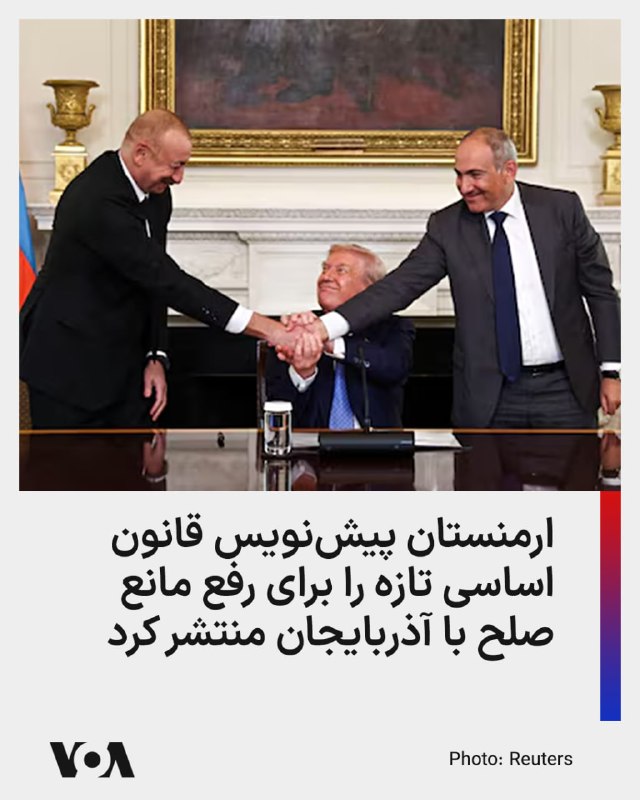 ارمنستان پیش‌نویس قانون
اساسی تازه را برای رفع مانع
صلح با آذربایجان منتشر کرد
VOA
Photo: Reuters